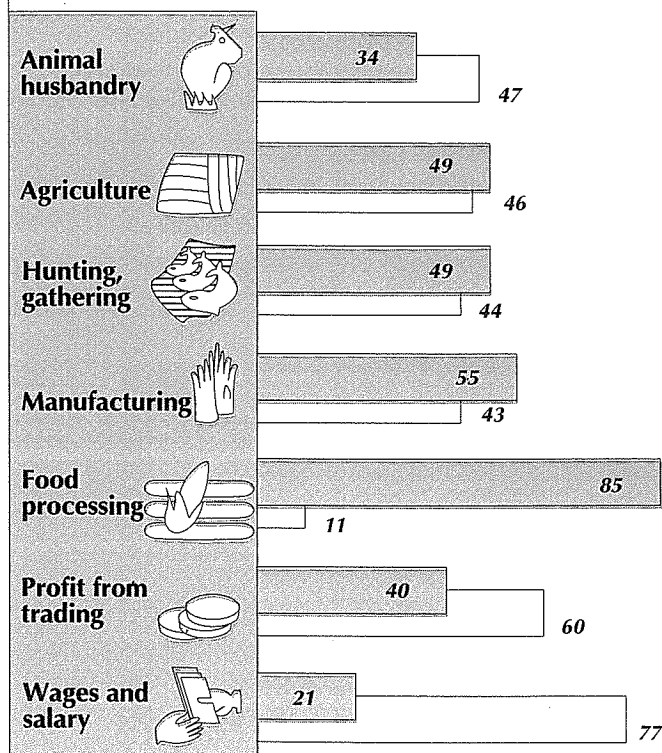 Animal
husbandry
34
47
Agriculture
49
46
Hunting,
gathering
49
44
Manufacturing
55
43
Food
processing
85
11
Profit from
trading
40
60
Wages and
salary
21
77